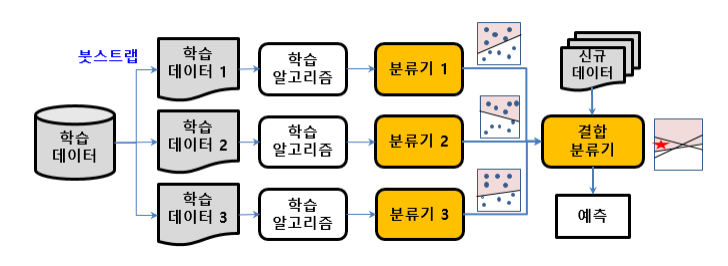 붓스트랩
학습
데이터
학습
데이터 1
학습
알고리즘
분류기 1
학습
데이터 2
학습
알고리즘
분류기 2
학습
데이터 3
학습
알고리즘
분류기 3
신규
데이터
결합
분류기
예측